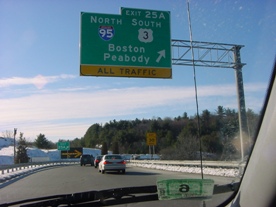 EXIT 25A
NORTH SOUTH
95 3
Boston
Peabody
ALL TRAFFIC
a